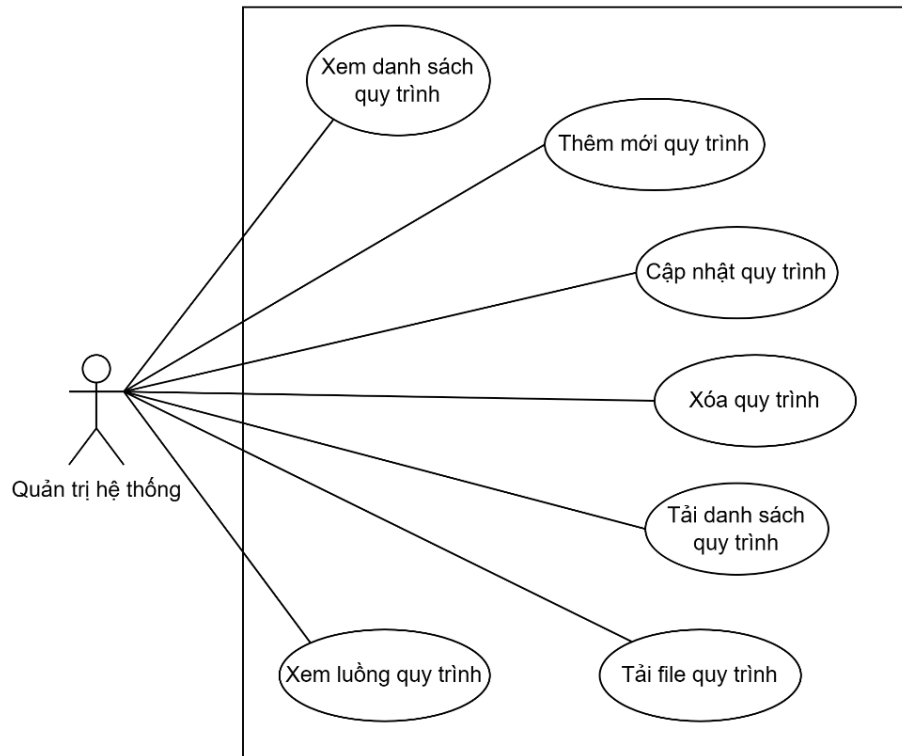 Xem danh sách
quy trình
Thêm mới quy trình
Cập nhật quy trình
Xóa quy trình
Quản trị hệ thống
Tải danh sách
quy trình
Xem luồng quy trình
Tải file quy trình